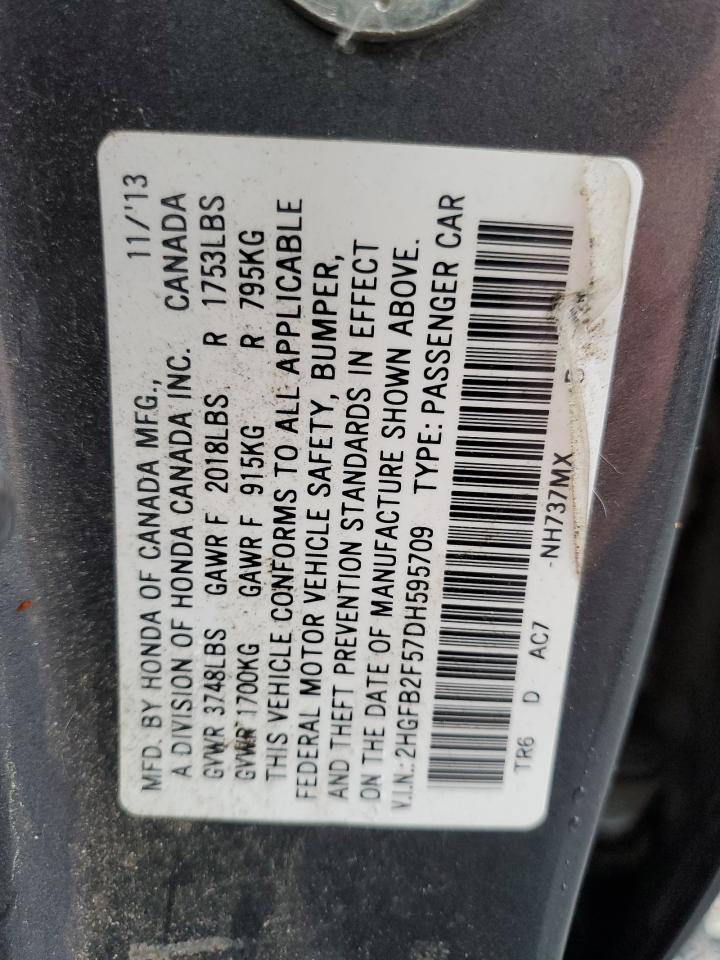 MFD. BY HONDA OF CANADA MFG., 11/'13
A DIVISION OF HONDA CANADA INC. CANADA
GVWR 3748LBS GAWR F 2018LBS R 1753LBS
GVWR 1700KG GAWR F 915KG R 795KG
THIS VEHICLE CONFORMS TO ALL APPLICABLE
FEDERAL MOTOR VEHICLE SAFETY, BUMPER,
AND THEFT PREVENTION STANDARDS IN EFFECT
ON THE DATE OF MANUFACTURE SHOWN ABOVE.
V.I.N.: 2HGFB2F57DH595709 TYPE: PASSENGER CAR
TR6 D AC7 -NH737MX